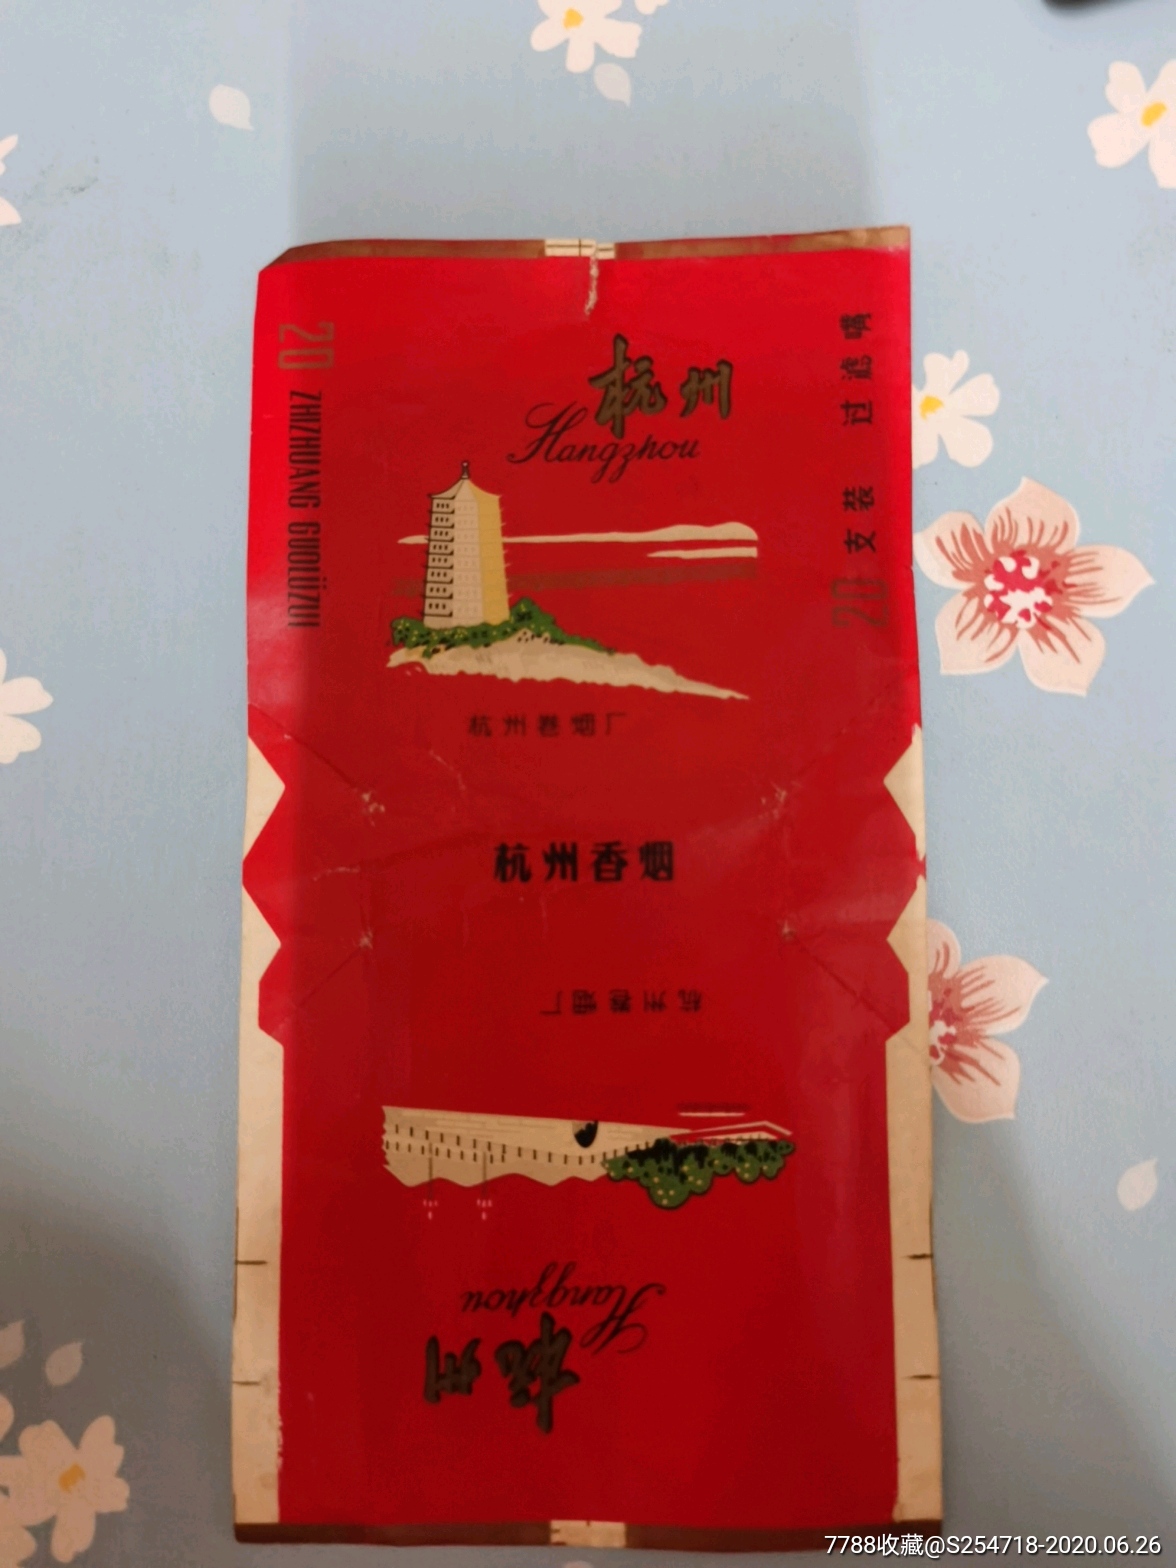 杭州
Hangzhou
20 ZHIZHUANG GUOLÜZUI
20支装 过滤嘴
杭州卷烟厂
杭州香烟
杭州卷烟厂
Hangzhou
杭州
7788收藏@S254718-2020.06.26